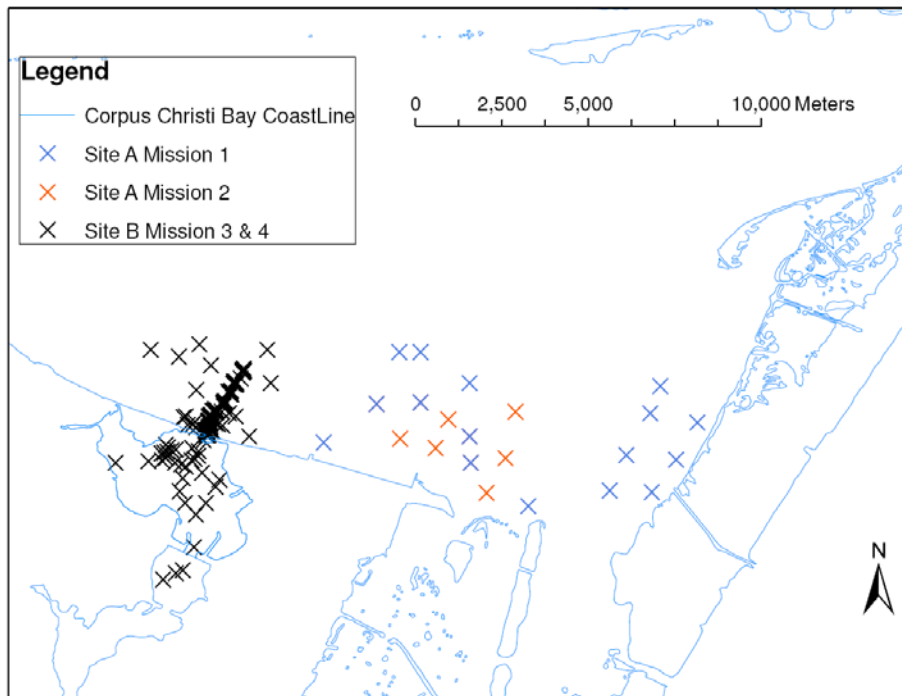 Legend
Corpus Christi Bay CoastLine
Site A Mission 1
Site A Mission 2
Site B Mission 3 & 4
0 2,500 5,000 10,000 Meters
N